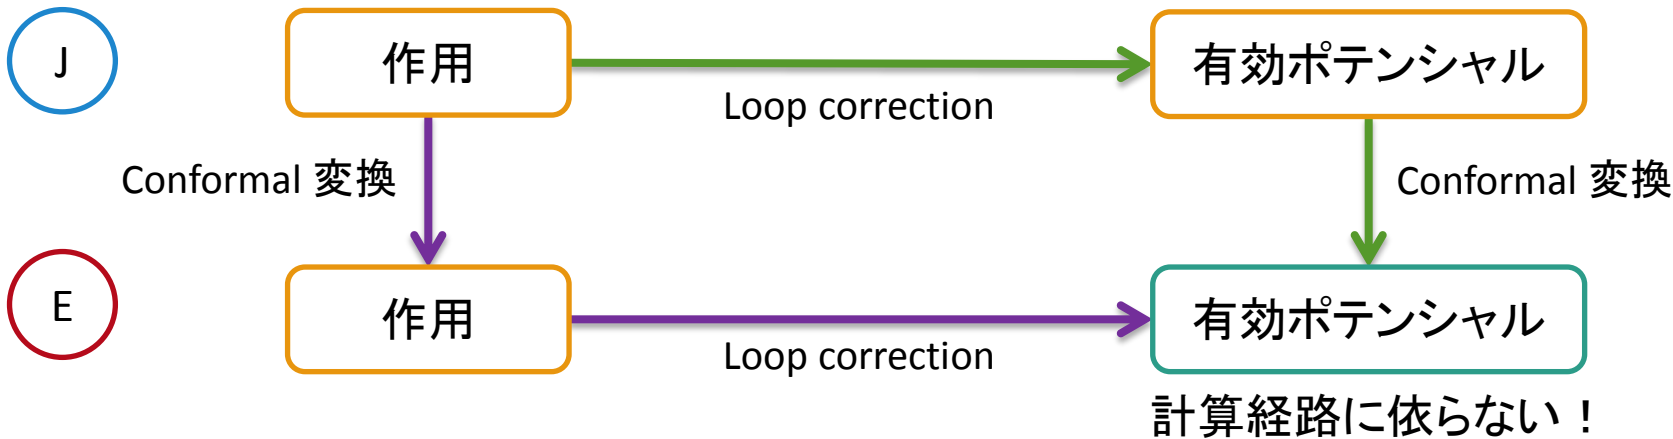 J
作用
有効ポテンシャル
Loop correction
Conformal 変換
Conformal 変換
E
作用
有効ポテンシャル
Loop correction
計算経路に依らない！